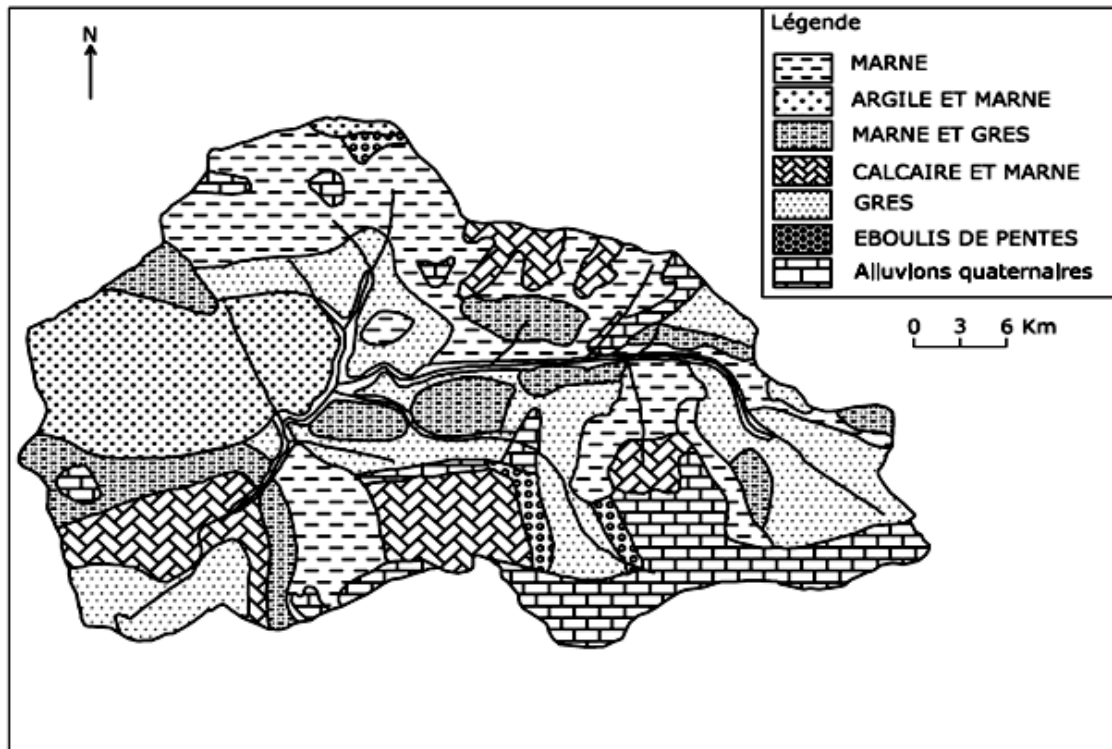 N
Légende
MARNE
ARGILE ET MARNE
MARNE ET GRES
CALCAIRE ET MARNE
GRES
EBOULIS DE PENTES
Alluvions quaternaires
0 3 6 Km